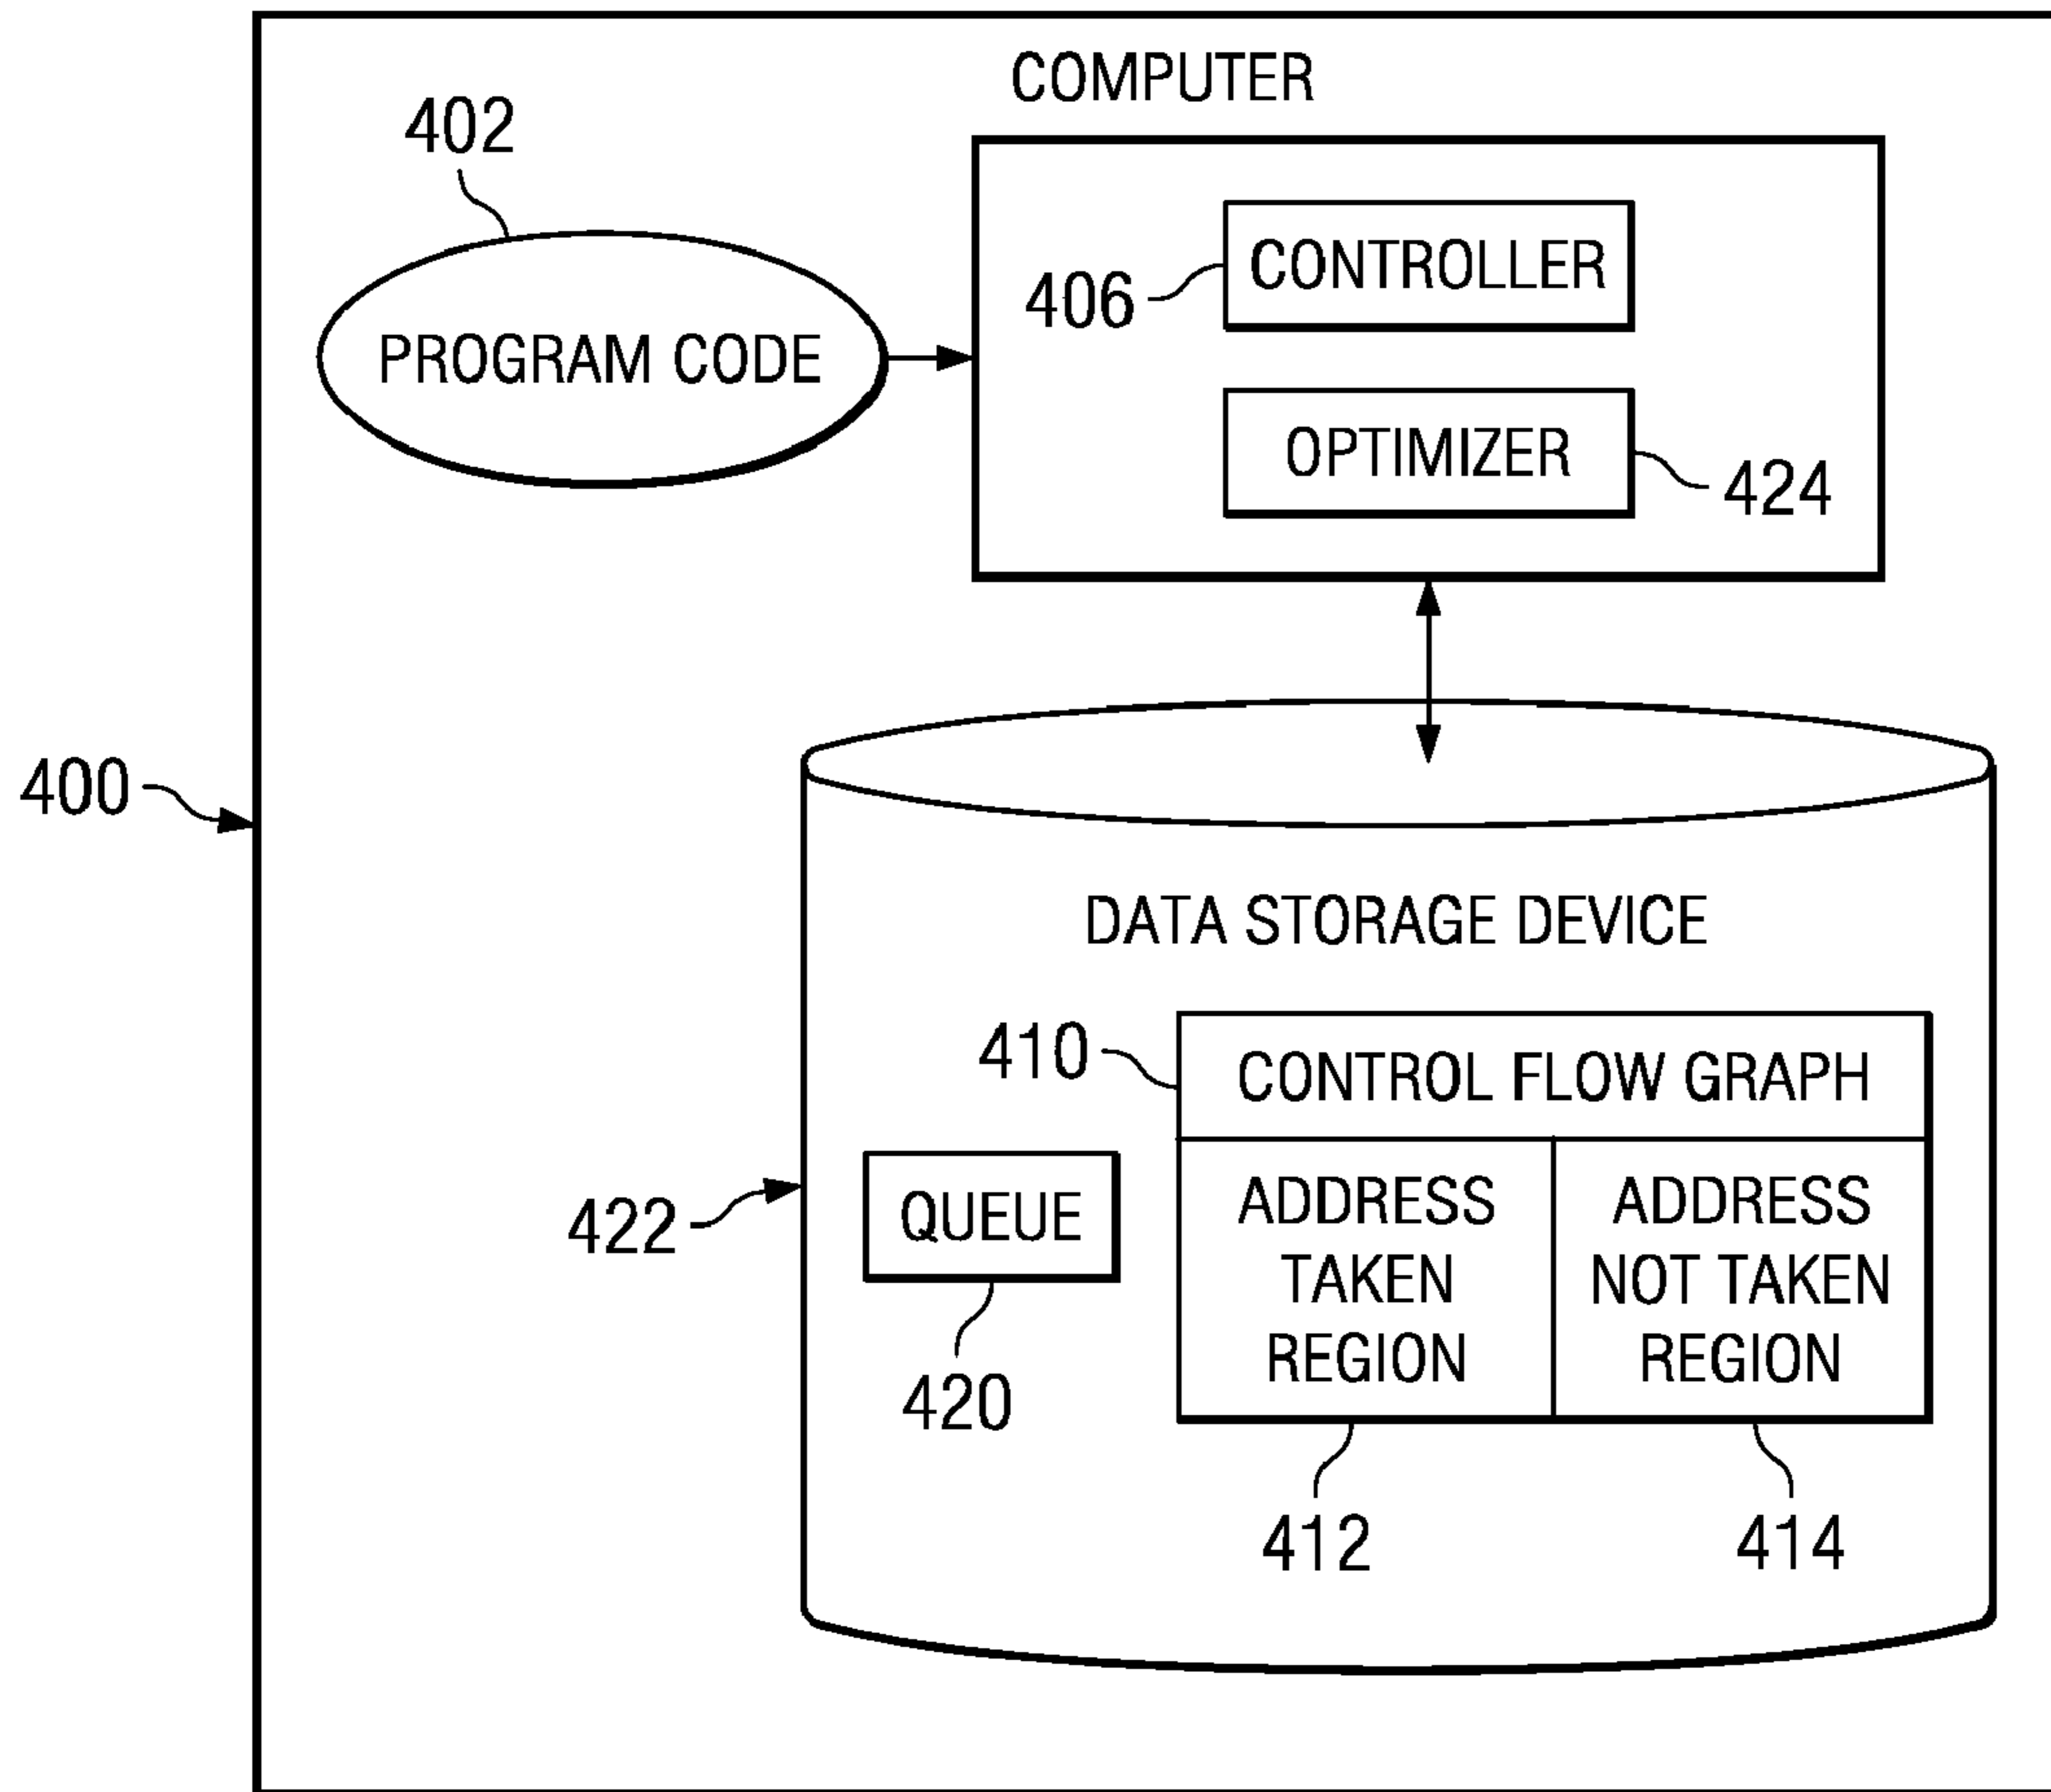 COMPUTER
402
CONTROLLER
406
PROGRAM CODE
OPTIMIZER
424
400
DATA STORAGE DEVICE
410
CONTROL FLOW GRAPH
422
QUEUE
420
ADDRESS
TAKEN
REGION
ADDRESS
NOT TAKEN
REGION
412
414